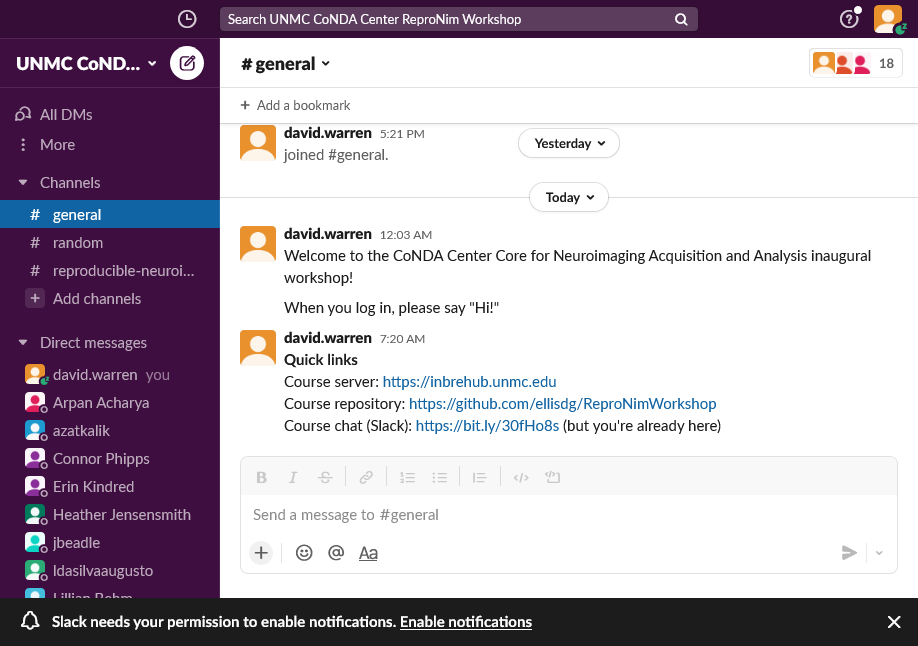 Search UNMC CoNDA Center ReproNim Workshop
UNMC CoND...
All DMs
More
Channels
# general
# random
# reproducible-neuroi...
+ Add channels
Direct messages
david.warren you
Arpan Acharya
azatkalik
Connor Phipps
Erin Kindred
Heather Jensensmith
jbeadle
ldasilvaaugusto
# general
18
+ Add a bookmark
david.warren 5:21 PM
joined #general.
Yesterday
Today
david.warren 12:03 AM
Welcome to the CoNDA Center Core for Neuroimaging Acquisition and Analysis inaugural
workshop!
When you log in, please say "Hi!"
david.warren 7:20 AM
Quick links
Course server: https://inbrehub.unmc.edu
Course repository: https://github.com/ellisdg/ReproNimWorkshop
Course chat (Slack): https://bit.ly/30fHo8s (but you're already here)
B I S
Send a message to #general
+ @ Aa
Slack needs your permission to enable notifications. Enable notifications